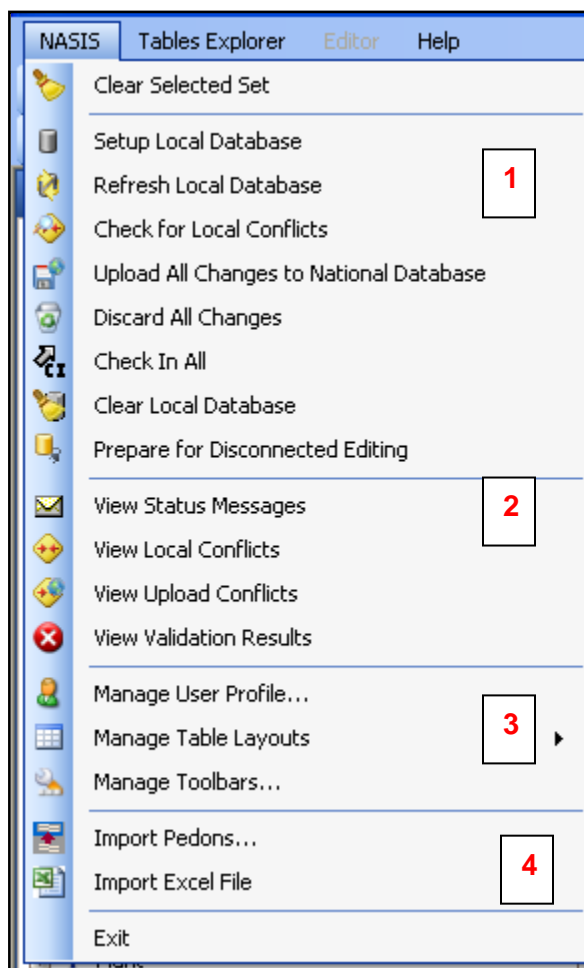 NASIS Tables Explorer Editor Help
Clear Selected Set
Setup Local Database
1
Refresh Local Database
Check for Local Conflicts
Upload All Changes to National Database
Discard All Changes
CI Check In All
Clear Local Database
Prepare for Disconnected Editing
View Status Messages
2
View Local Conflicts
View Upload Conflicts
View Validation Results
Manage User Profile...
3
Manage Table Layouts
Manage Toolbars...
Import Pedons...
4
Import Excel File
Exit